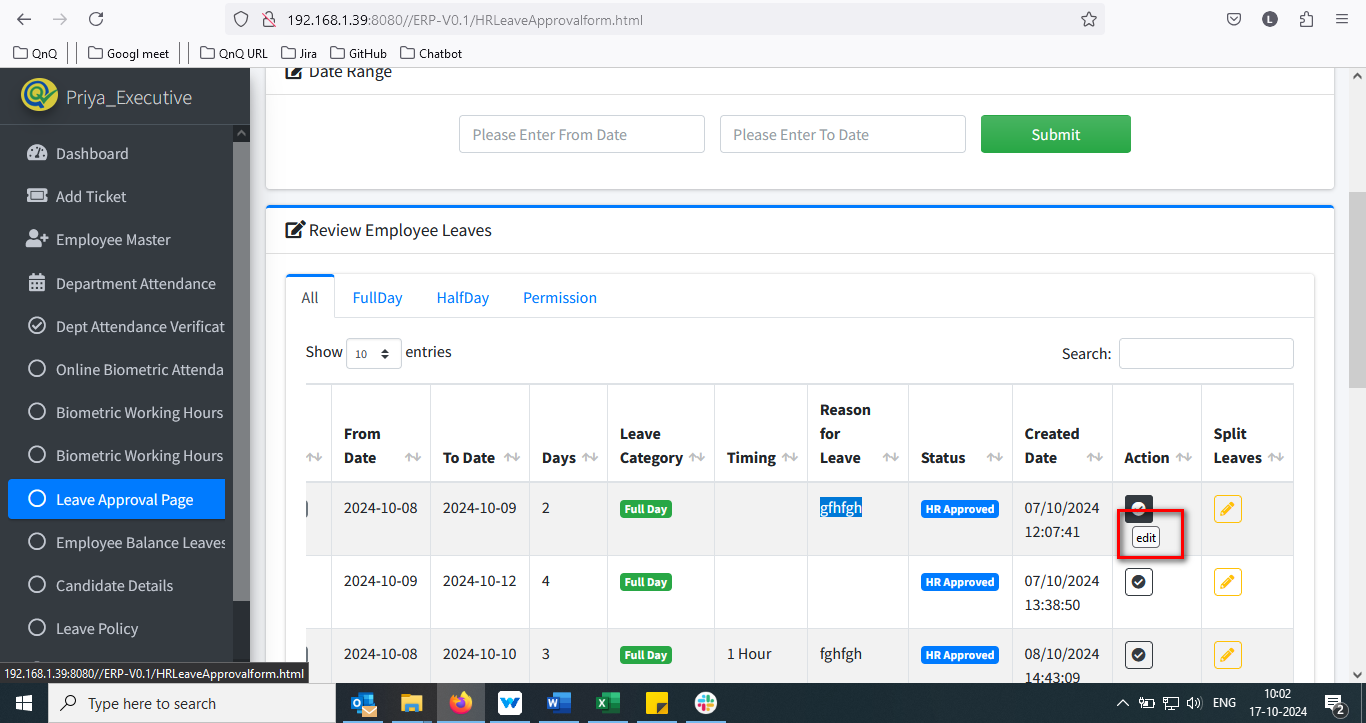 192.168.1.39:8080//ERP-V0.1/HRLeaveApprovalform.html
QnQ
Googl meet
QnQ URL
Jira
GitHub
Chatbot
L
Priya_Executive
Dashboard
Add Ticket
Employee Master
Department Attendance
Dept Attendance Verificat
Online Biometric Attenda
Biometric Working Hours
Biometric Working Hours
Leave Approval Page
Employee Balance Leaves
Candidate Details
Leave Policy
Date Range
Please Enter From Date
Please Enter To Date
Submit
Review Employee Leaves
All
FullDay
HalfDay
Permission
Show 10 entries
Search:
From Date
To Date
Days
Leave Category
Timing
Reason for Leave
Status
Created Date
Action
Split Leaves
2024-10-08 2024-10-09 2 Full Day gfhfgh HR Approved 07/10/2024 12:07:41
edit
2024-10-09 2024-10-12 4 Full Day HR Approved 07/10/2024 13:38:50
2024-10-08 2024-10-10 3 Full Day 1 Hour fghfgh HR Approved 08/10/2024 14:43:09
192.168.1.39:8080//ERP-V0.1/HRLeaveApprovalform.html
Type here to search
ENG
10:02
17-10-2024
2